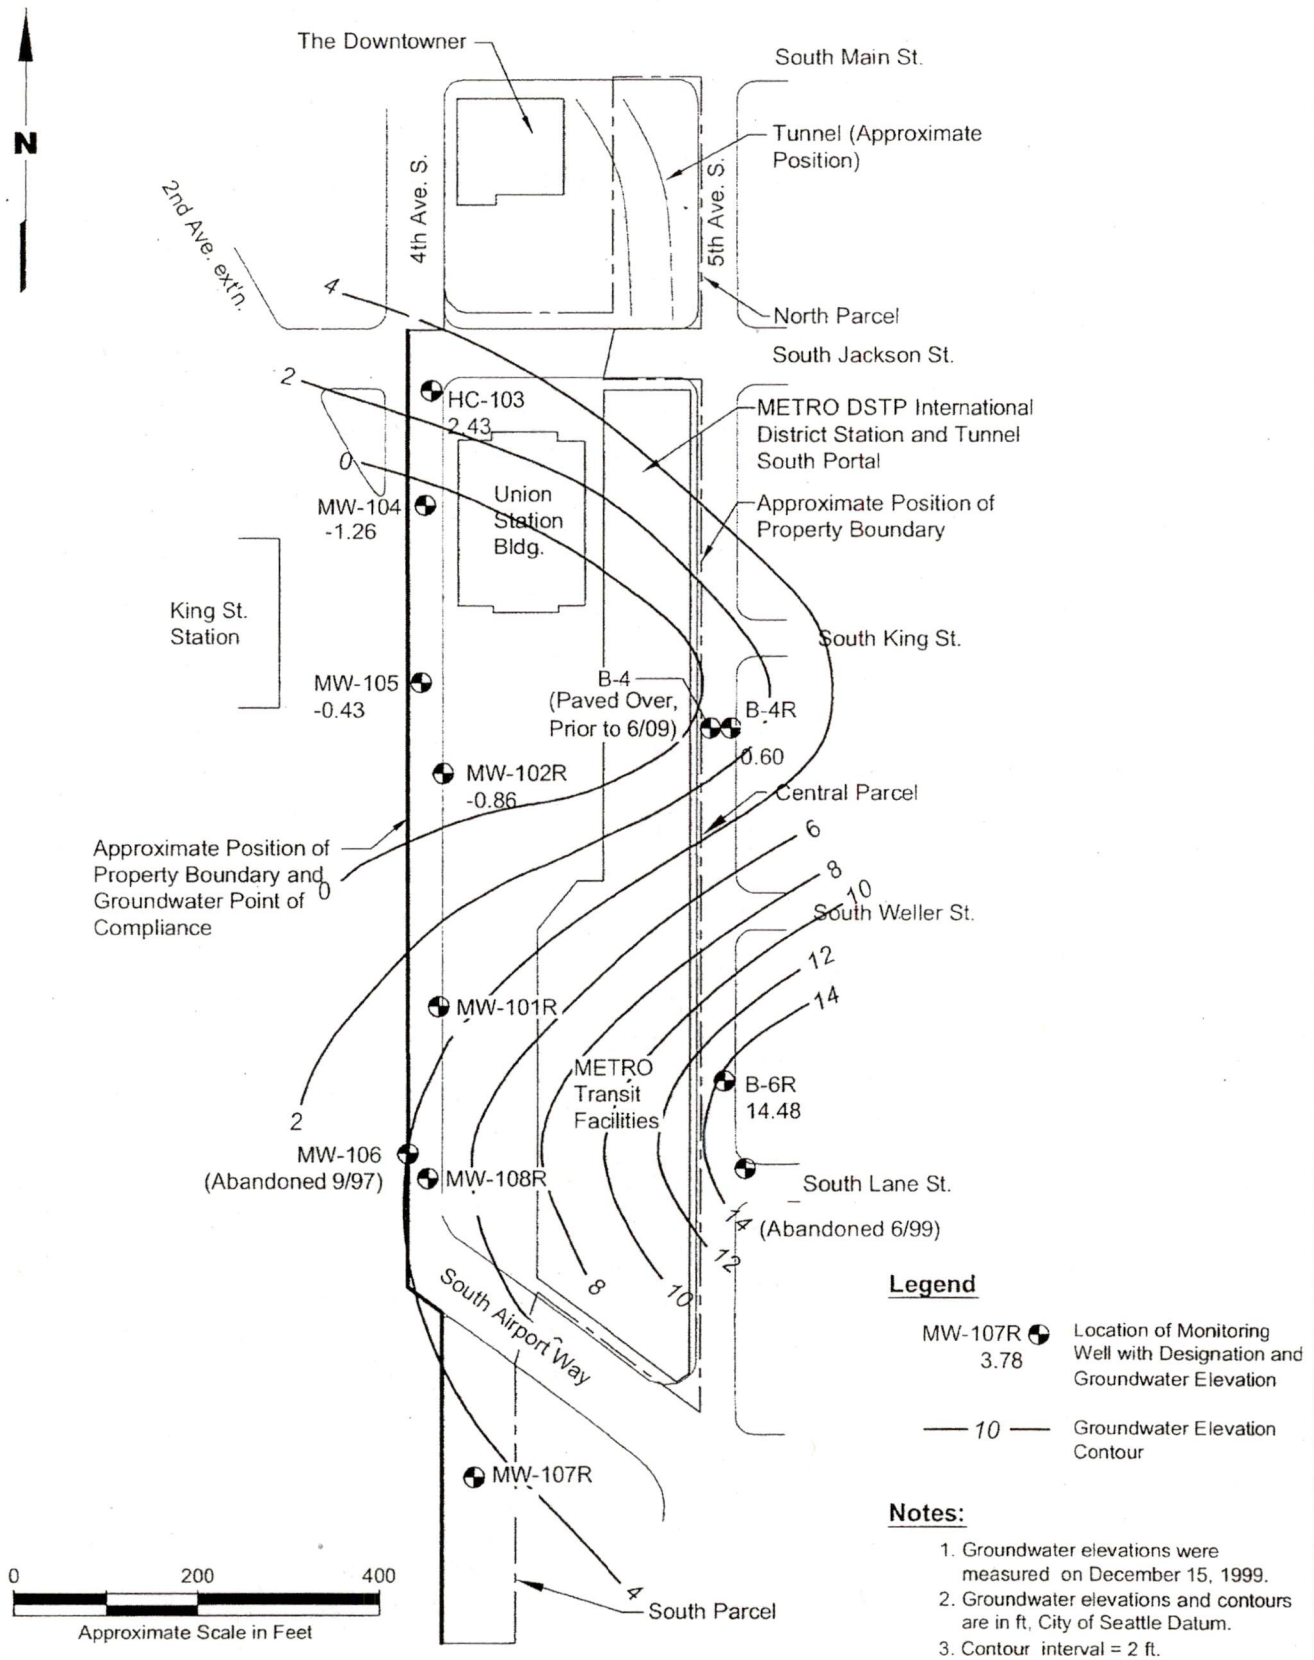 The Downtowner
South Main St.
N
Tunnel (Approximate
Position)
4th Ave. S.
5th Ave. S.
2nd Ave. ext'n.
4
North Parcel
South Jackson St.
2
HC-103
2.43
METRO DSTP International
District Station and Tunnel
South Portal
0
Union
Station
Bldg.
MW-104
-1.26
Approximate Position of
Property Boundary
King St.
Station
South King St.
MW-105
-0.43
B-4
(Paved Over,
Prior to 6/09)
B-4R
0.60
MW-102R
-0.86
Central Parcel
6
Approximate Position of
Property Boundary and
Groundwater Point of
Compliance
0
8
10
South Weller St.
12
14
MW-101R
METRO
Transit
Facilities
B-6R
14.48
2
MW-106
(Abandoned 9/97)
MW-108R
South Lane St.
14
(Abandoned 6/99)
12
8
10
South Airport Way
Legend
MW-107R
3.78
Location of Monitoring
Well with Designation and
Groundwater Elevation
10
Groundwater Elevation
Contour
MW-107R
Notes:
1. Groundwater elevations were
measured on December 15, 1999.
2. Groundwater elevations and contours
are in ft, City of Seattle Datum.
3. Contour interval = 2 ft.
0 200 400
Approximate Scale in Feet
4
South Parcel